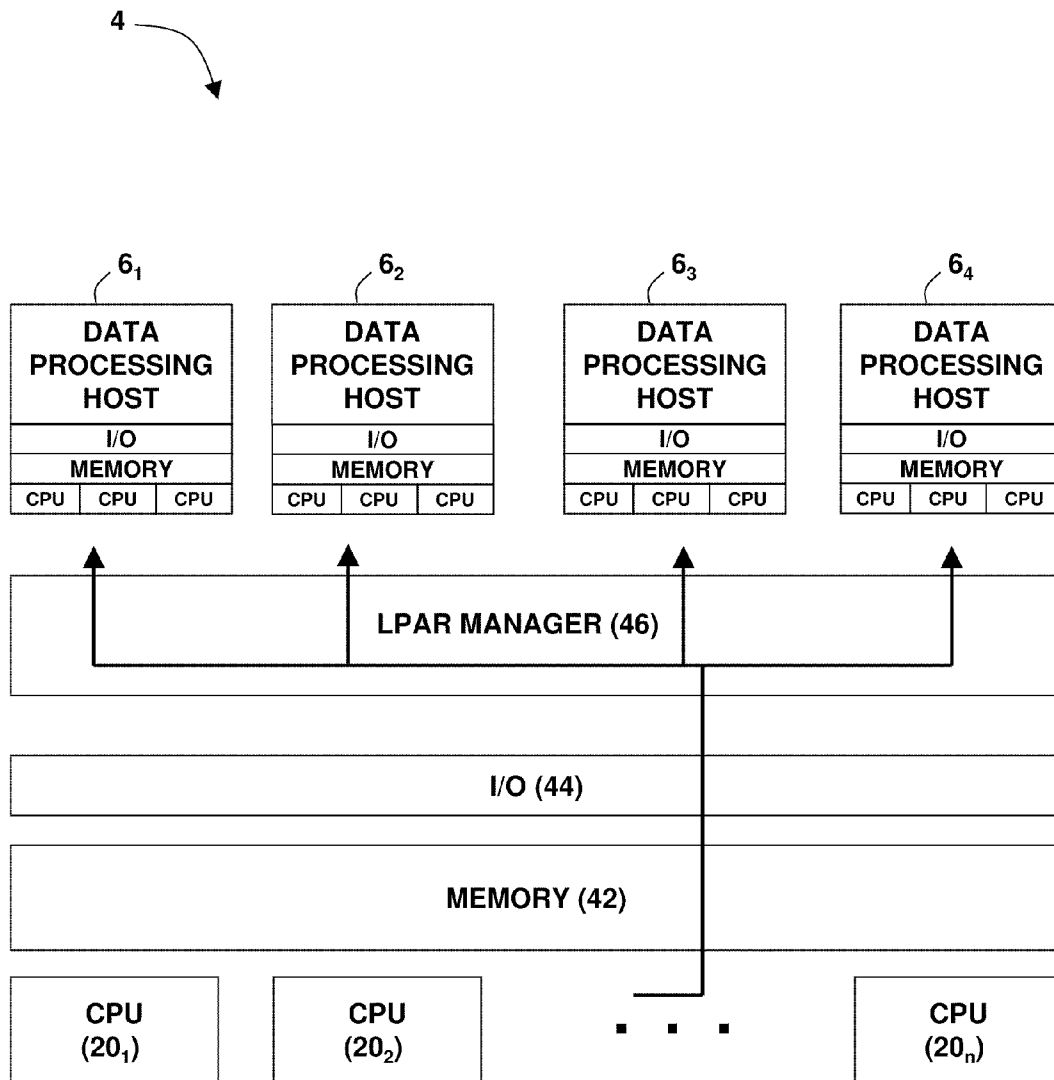 4
6₁
6₂
6₃
6₄
DATA
PROCESSING
HOST
I/O
MEMORY
CPU CPU CPU
DATA
PROCESSING
HOST
I/O
MEMORY
CPU CPU CPU
DATA
PROCESSING
HOST
I/O
MEMORY
CPU CPU CPU
DATA
PROCESSING
HOST
I/O
MEMORY
CPU CPU CPU
LPAR MANAGER (46)
I/O (44)
MEMORY (42)
CPU
(20₁)
CPU
(20₂)
. . .
CPU
(20ₙ)